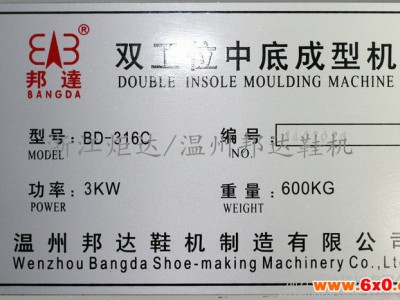 EAB®
邦達
BANGDA
双工位中底成型机
DOUBLE INSOLE MOULDING MACHINE
型号: BD-316C 编号:
MODEL NO.
浙江炬达/温州邦达鞋机
功率: 3KW 重量: 600KG
POWER WEIGHT
温州邦达鞋机制造有限公司
Wenzhou Bangda Shoe-making Machinery Co.,Lt
www.6x0.c